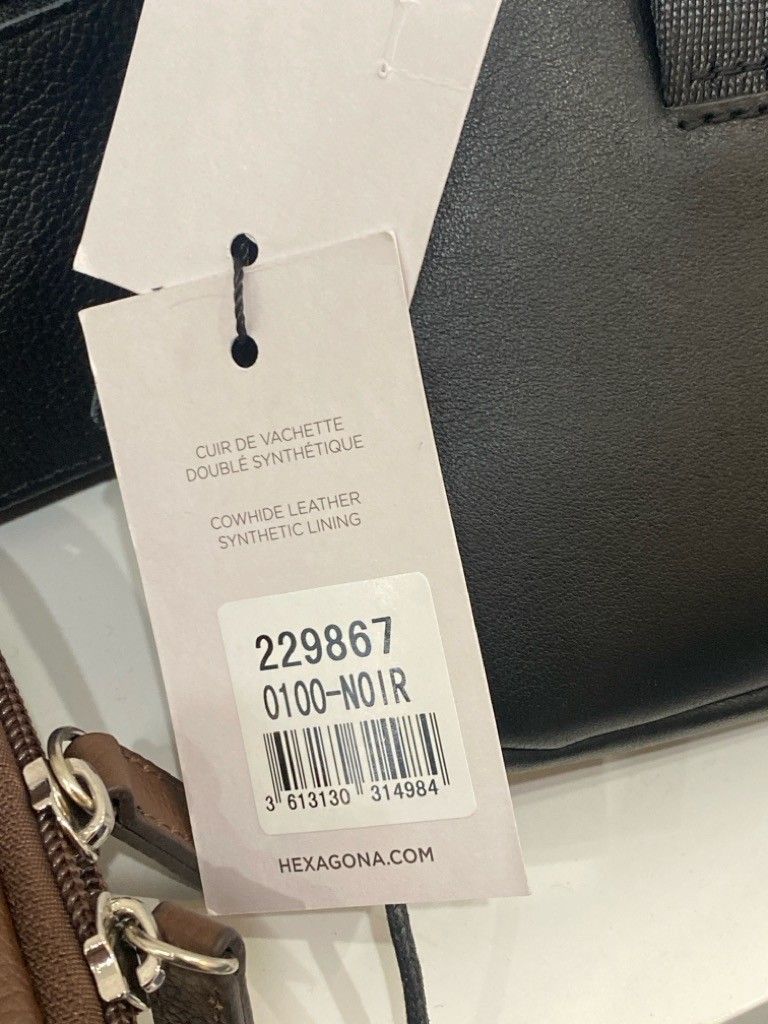 CUIR DE VACHETTE
DOUBLÉ SYNTHÉTIQUE
COWHIDE LEATHER
SYNTHETIC LINING
229867
0100-NOIR
3 613130 314984
HEXAGONA.COM